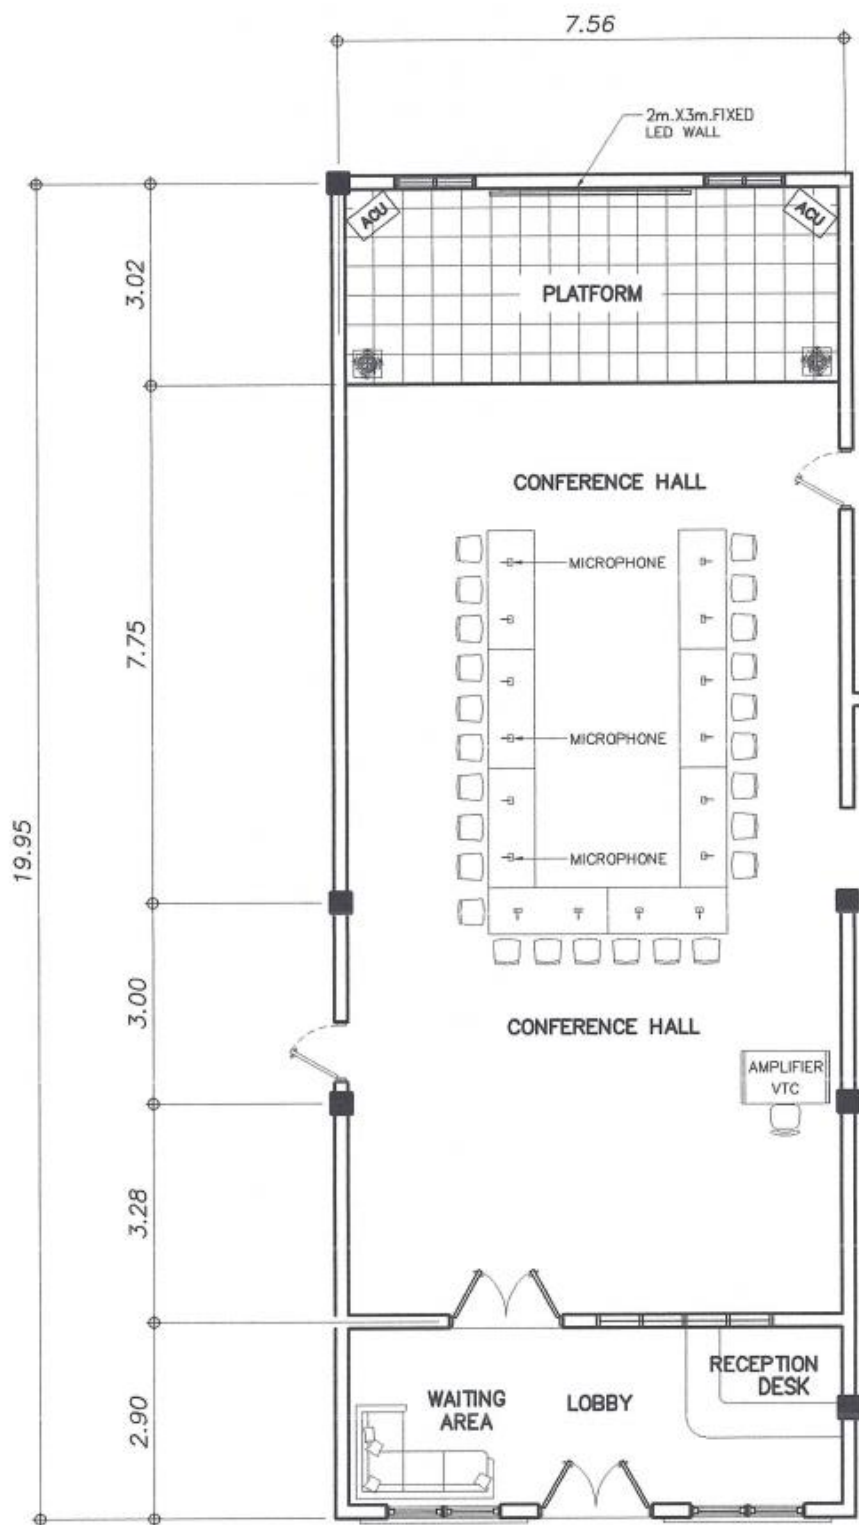 7.56
2m.X3m.FIXED
LED WALL
ACU
ACU
3.02
PLATFORM
CONFERENCE HALL
MICROPHONE
7.75
MICROPHONE
19.95
MICROPHONE
3.00
CONFERENCE HALL
AMPLIFIER
VTC
3.28
RECEPTION
DESK
WAITING
AREA
LOBBY
2.90